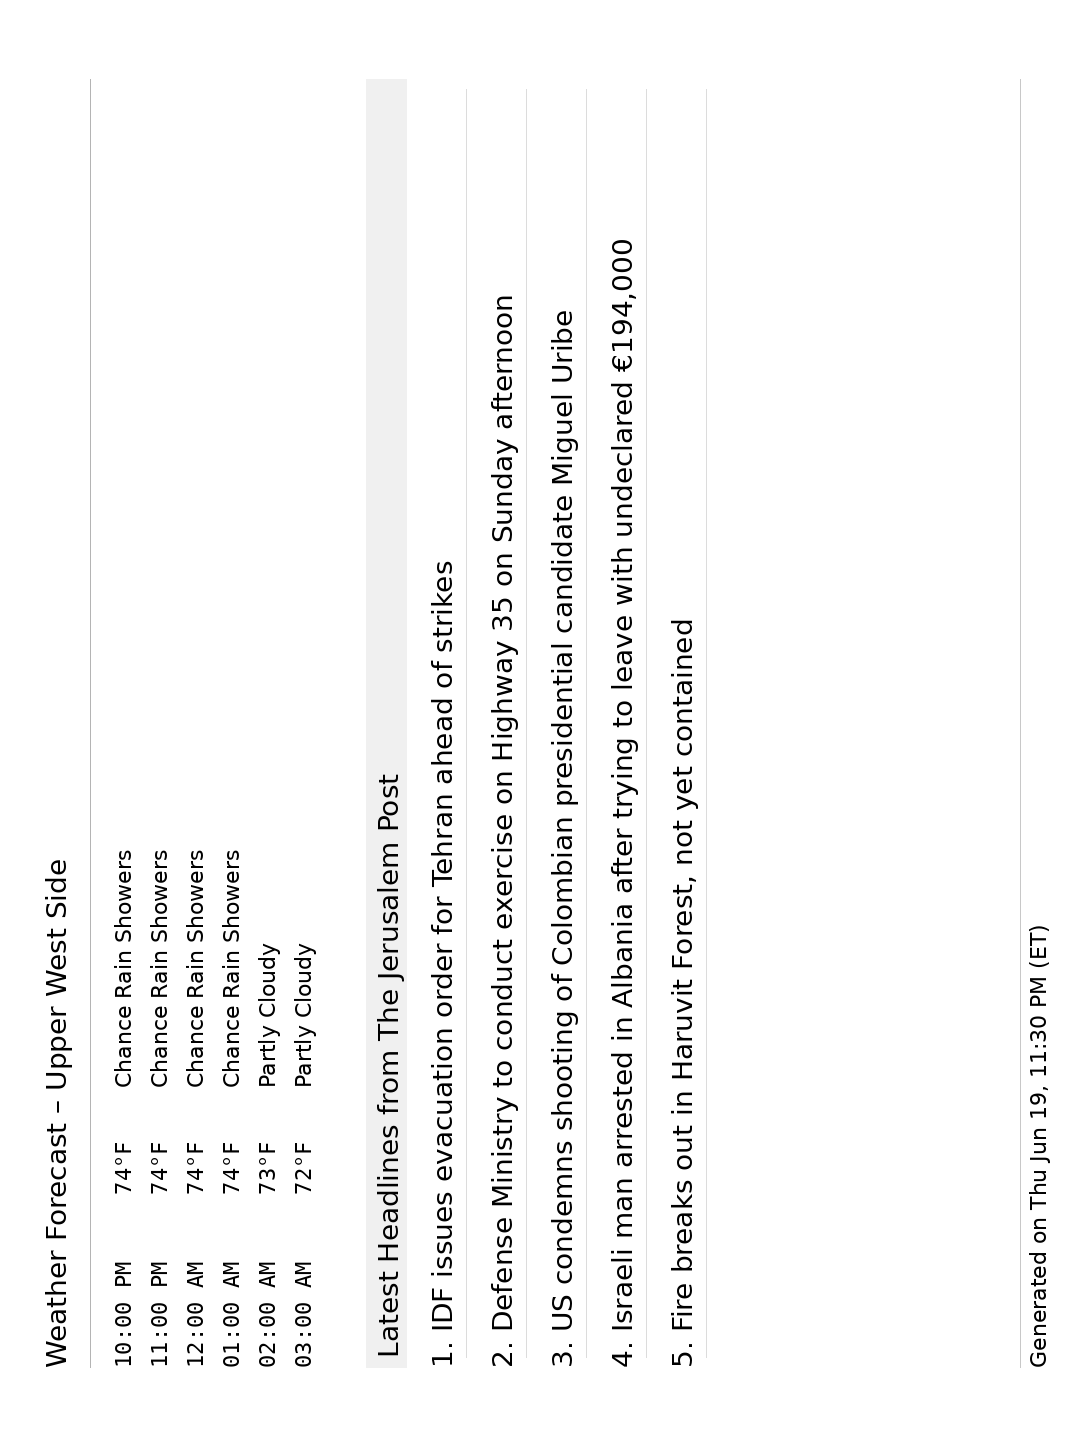 Weather Forecast – Upper West Side
10:00 PM 74°F Chance Rain Showers
11:00 PM 74°F Chance Rain Showers
12:00 AM 74°F Chance Rain Showers
01:00 AM 74°F Chance Rain Showers
02:00 AM 73°F Partly Cloudy
03:00 AM 72°F Partly Cloudy
Latest Headlines from The Jerusalem Post
1. IDF issues evacuation order for Tehran ahead of strikes
2. Defense Ministry to conduct exercise on Highway 35 on Sunday afternoon
3. US condemns shooting of Colombian presidential candidate Miguel Uribe
4. Israeli man arrested in Albania after trying to leave with undeclared €194,000
5. Fire breaks out in Haruvit Forest, not yet contained
Generated on Thu Jun 19, 11:30 PM (ET)